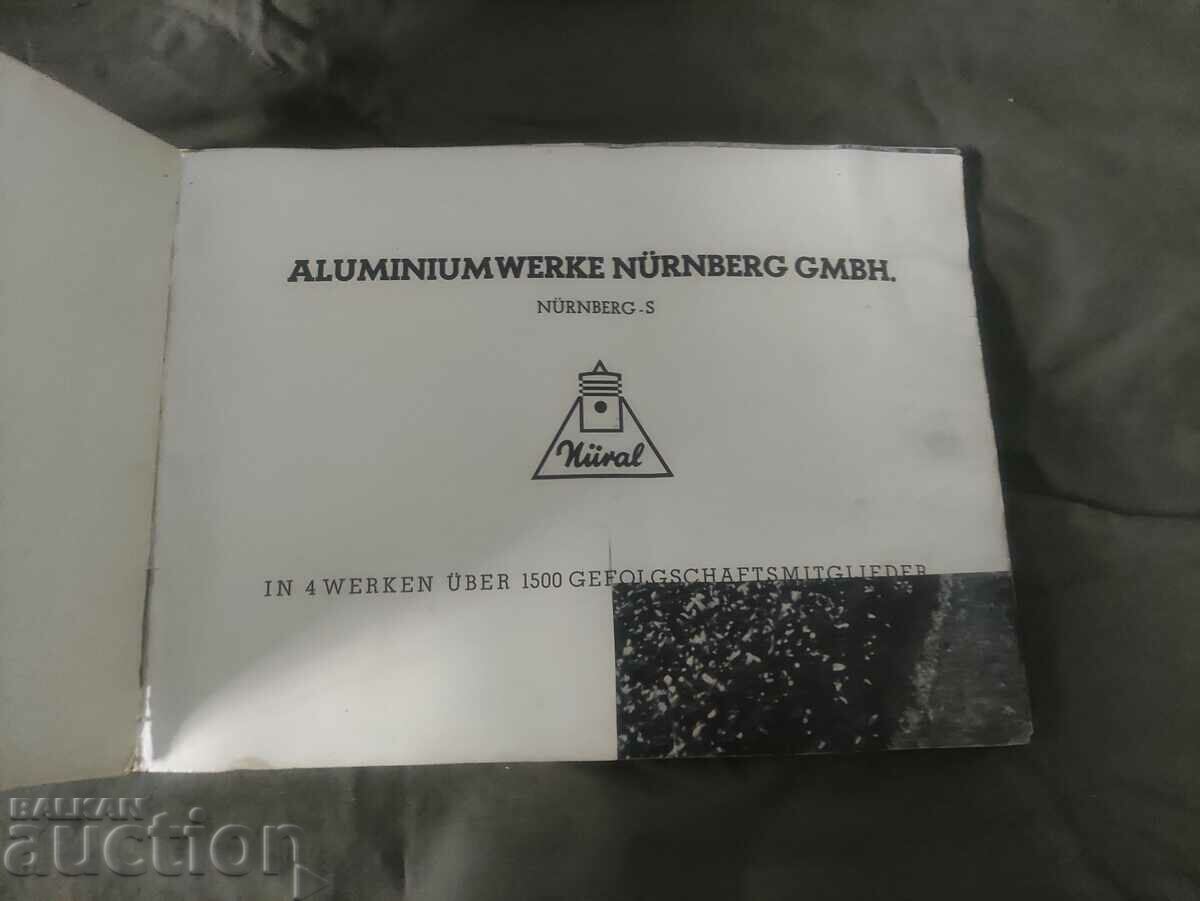 ALUMINIUMWERKE NÜRNBERG GMBH.
NÜRNBERG-S
Nüral
IN 4 WERKEN ÜBER 1500 GEFOLGSCHAFTSMITGLIEDER
BALKAN
auction